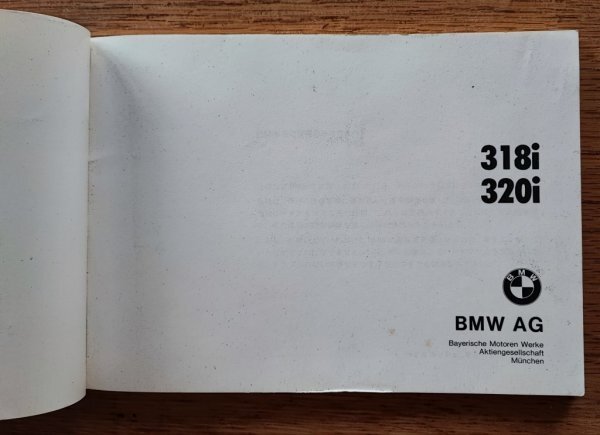 318i
320i
BMW
BMW AG
Bayerische Motoren Werke
Aktiengesellschaft
München